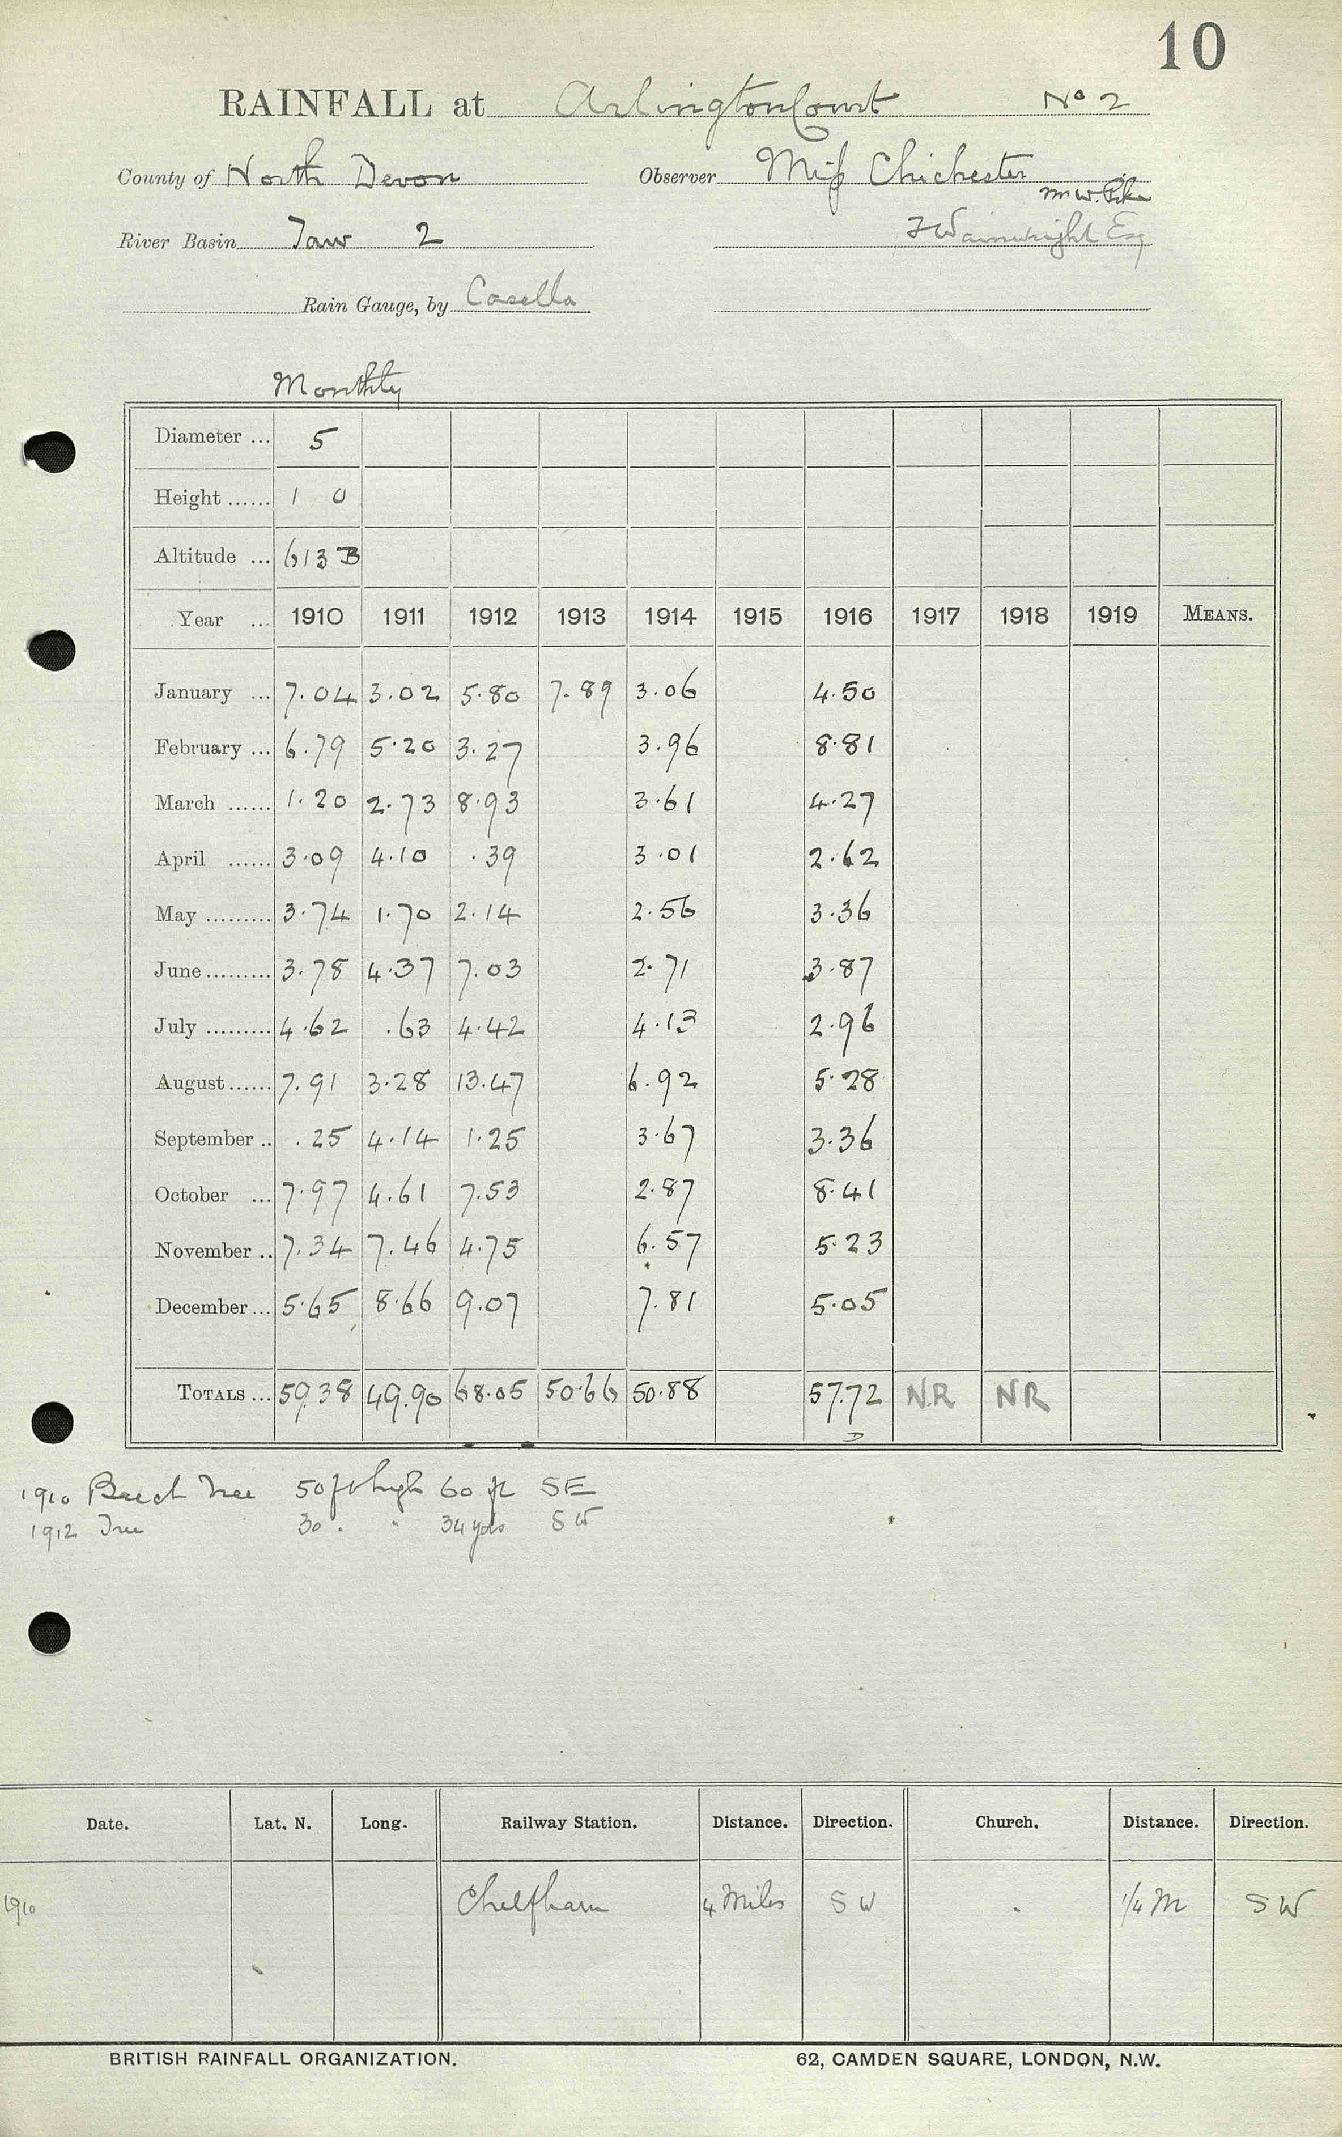 10
RAINFALL at Arlington Court No 2
County of North Devon Observer Miss Chichester
m W. Pike
River Basin Taw 2 F Wainwright Esq
Rain Gauge, by Casella
Monthly
Diameter ... 5
Height ...... 1 0
Altitude ... 613 B
Year ... 1910 1911 1912 1913 1914 1915 1916 1917 1918 1919 MEANS.
January ... 7.04 3.02 5.80 7.89 3.06 4.50
February ... 6.79 5.20 3.27 3.96 8.81
March ...... 1.20 2.73 8.93 3.61 4.27
April ...... 3.09 4.10 .39 3.01 2.62
May ......... 3.74 1.70 2.14 2.56 3.36
June ......... 3.78 4.37 7.03 2.71 3.87
July ......... 4.62 .63 4.42 4.13 2.96
August ...... 7.91 3.28 13.47 6.92 5.28
September .. .25 4.14 1.25 3.67 3.36
October ... 7.97 4.61 7.53 2.87 8.41
November .. 7.34 7.46 4.75 6.57 5.23
December ... 5.65 8.66 9.07 7.81 5.05
TOTALS ... 59.38 49.90 68.05 50.66 50.88 57.72 N.R NR
1910 Beech Tree 50 ft high 60 ft SE
1912 Tree 30 . " 34 yds SW
Date. Lat. N. Long. Railway Station. Distance. Direction. Church. Distance. Direction.
1910 Chelfham 4 Miles SW . 1/4 M SW
BRITISH RAINFALL ORGANIZATION. 62, CAMDEN SQUARE, LONDON, N.W.